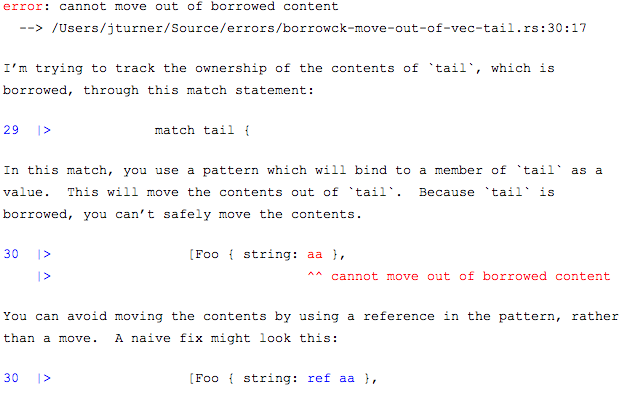 error: cannot move out of borrowed content
--> /Users/jturner/Source/errors/borrowck-move-out-of-vec-tail.rs:30:17
I’m trying to track the ownership of the contents of `tail`, which is
borrowed, through this match statement:
29 |> match tail {
In this match, you use a pattern which will bind to a member of `tail` as a
value. This will move the contents out of `tail`. Because `tail` is
borrowed, you can’t safely move the contents.
30 |> [Foo { string: aa },
|> ^^ cannot move out of borrowed content
You can avoid moving the contents by using a reference in the pattern, rather
than a move. A naive fix might look this:
30 |> [Foo { string: ref aa },